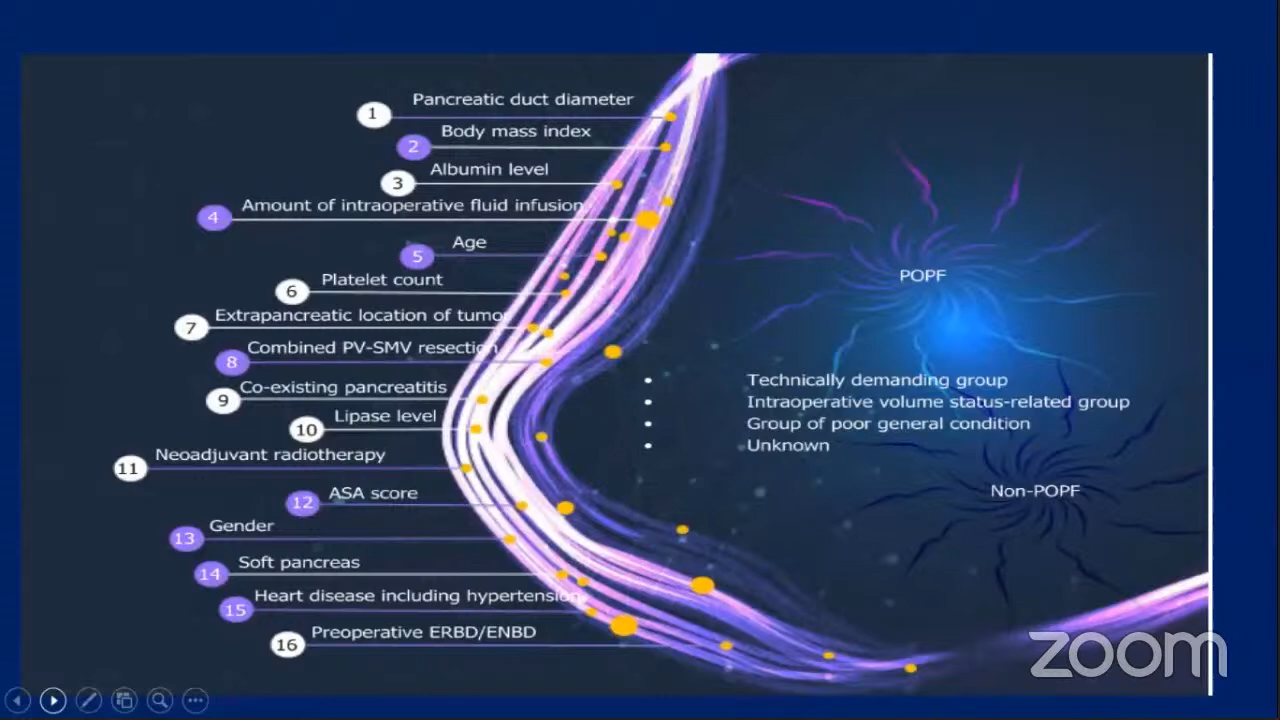 1 Pancreatic duct diameter
2 Body mass index
3 Albumin level
4 Amount of intraoperative fluid infusion
5 Age
6 Platelet count
7 Extrapancreatic location of tumor
8 Combined PV-SMV resection
9 Co-existing pancreatitis
10 Lipase level
11 Neoadjuvant radiotherapy
12 ASA score
13 Gender
14 Soft pancreas
15 Heart disease including hypertension
16 Preoperative ERBD/ENBD
POPF
• Technically demanding group
• Intraoperative volume status-related group
• Group of poor general condition
• Unknown
Non-POPF
zoom